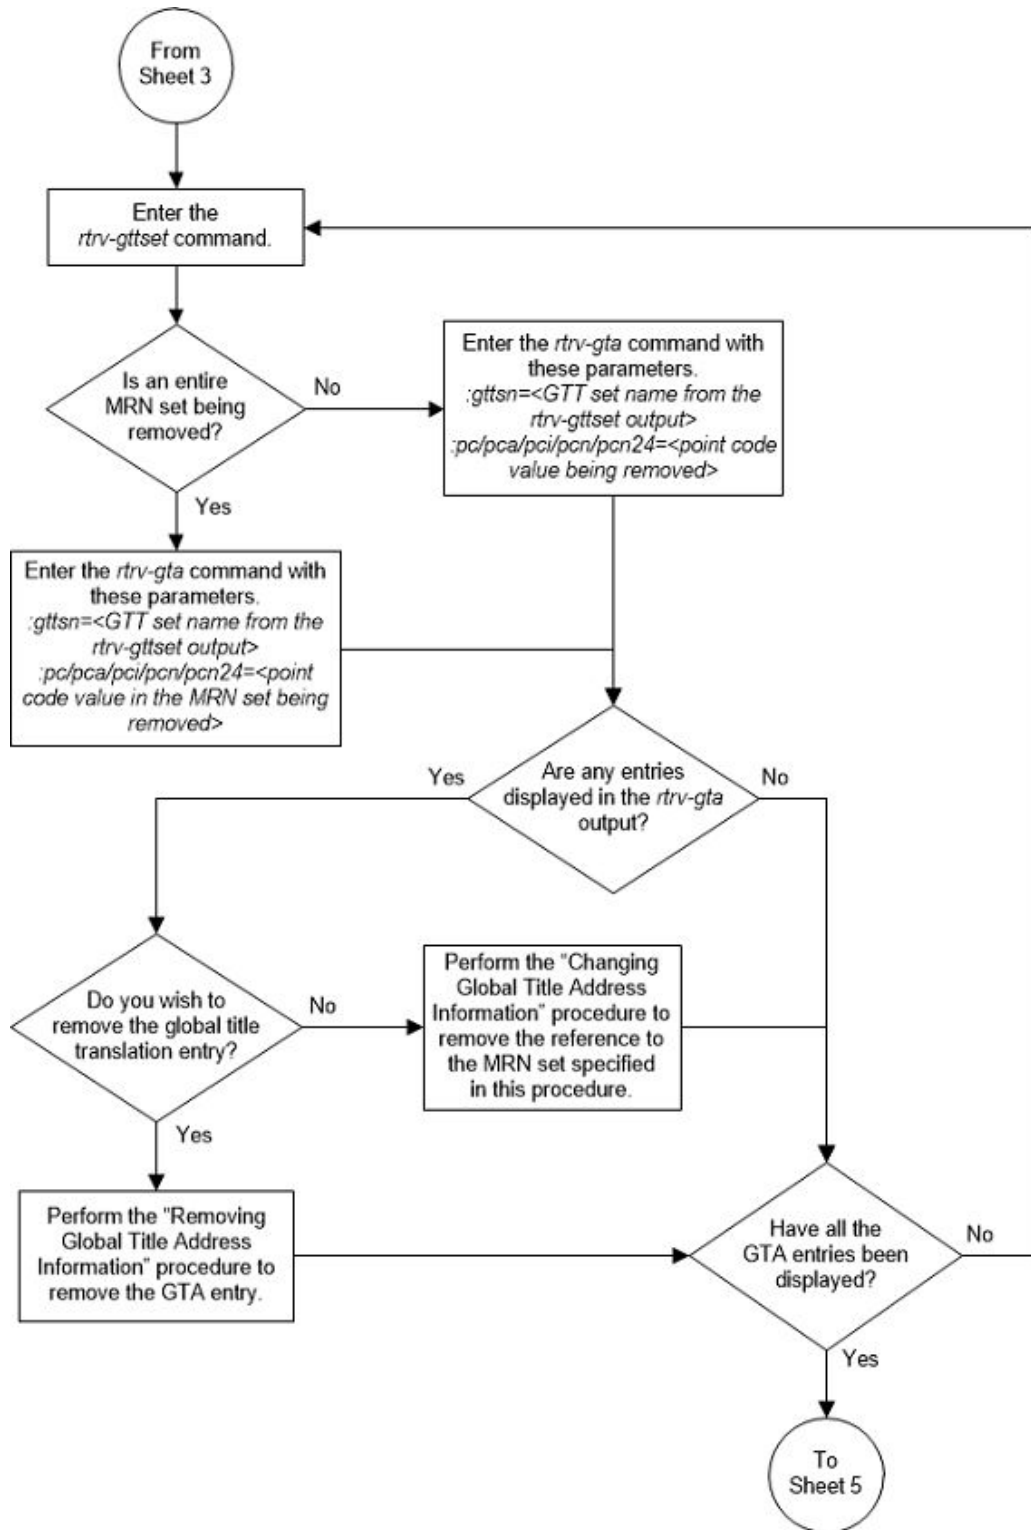 From
Sheet 3
Enter the
rtrv-gttset command.
Is an entire
MRN set being
removed?
No
Enter the rtrv-gta command with
these parameters.
:gttsn=<GTT set name from the
rtrv-gttset output>
:pc/pca/pci/pcn/pcn24=<point code
value being removed>
Yes
Enter the rtrv-gta command with
these parameters.
:gttsn=<GTT set name from the
rtrv-gttset output>
:pc/pca/pci/pcn/pcn24=<point
code value in the MRN set being
removed>
Yes
Are any entries
displayed in the rtrv-gta
output?
No
Do you wish to
remove the global title
translation entry?
No
Perform the "Changing
Global Title Address
Information" procedure to
remove the reference to
the MRN set specified
in this procedure.
Yes
Perform the "Removing
Global Title Address
Information" procedure to
remove the GTA entry.
Have all the
GTA entries been
displayed?
No
Yes
To
Sheet 5